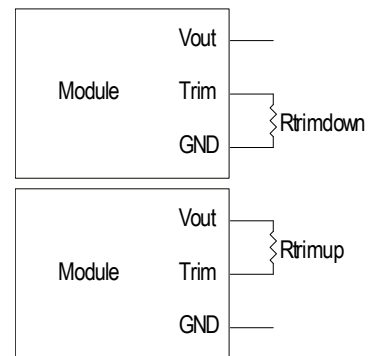 Vout
Module
Trim
Rtrimdown
GND
Vout
Rtrimup
Module
Trim
GND